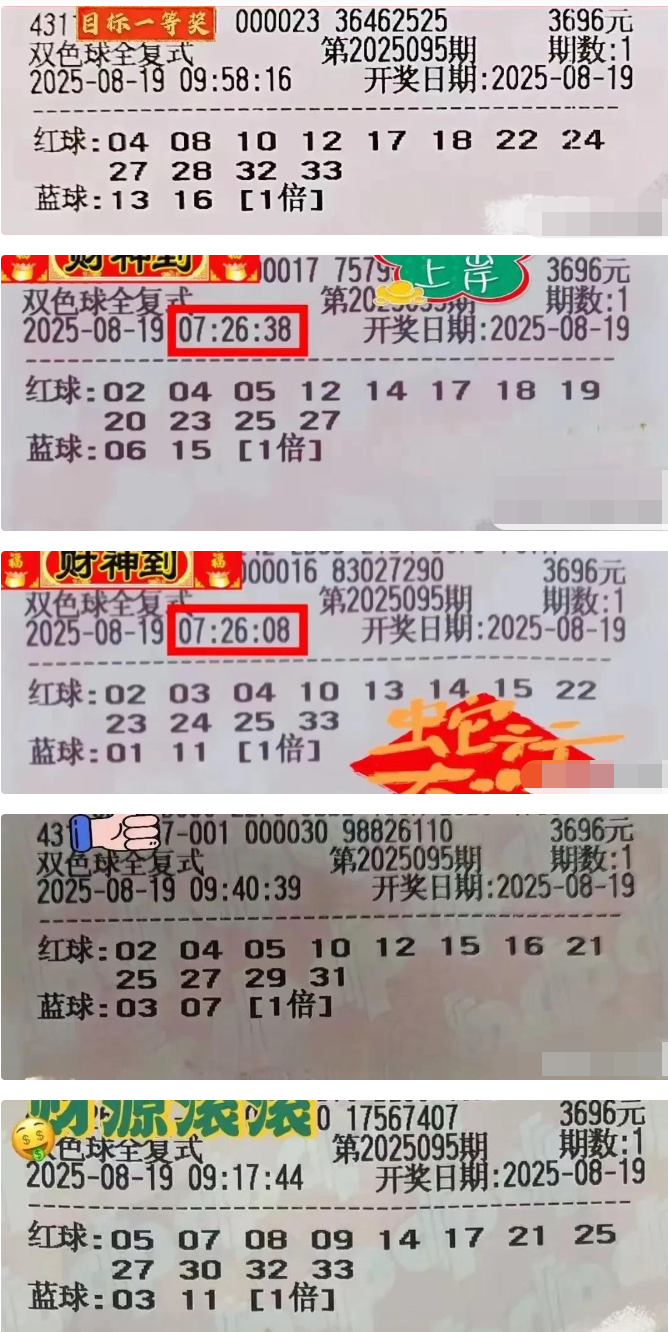 431 目标一等奖 000023 36462525 3696元
双色球全复式 第2025095期 期数:1
2025-08-19 09:58:16 开奖日期:2025-08-19
红球:04 08 10 12 17 18 22 24
27 28 32 33
蓝球:13 16 [1倍]
财神到 00017 7579 上岸 3696元
双色球全复式 第2025095期 期数:1
2025-08-19 07:26:38 开奖日期:2025-08-19
红球:02 04 05 12 14 17 18 19
20 23 25 27
蓝球:06 15 [1倍]
福 财神到 福 000016 83027290 3696元
双色球全复式 第2025095期 期数:1
2025-08-19 07:26:08 开奖日期:2025-08-19
红球:02 03 04 10 13 14 15 22
23 24 25 33
蓝球:01 11 [1倍]
蛇行
431 7-001 000030 98826110 3696元
双色球全复式 第2025095期 期数:1
2025-08-19 09:40:39 开奖日期:2025-08-19
红球:02 04 05 10 12 15 16 21
25 27 29 31
蓝球:03 07 [1倍]
财源滚滚 0 17567407 3696元
色球全复式 第2025095期 期数:1
2025-08-19 09:17:44 开奖日期:2025-08-19
红球:05 07 08 09 14 17 21 25
27 30 32 33
蓝球:03 11 [1倍]